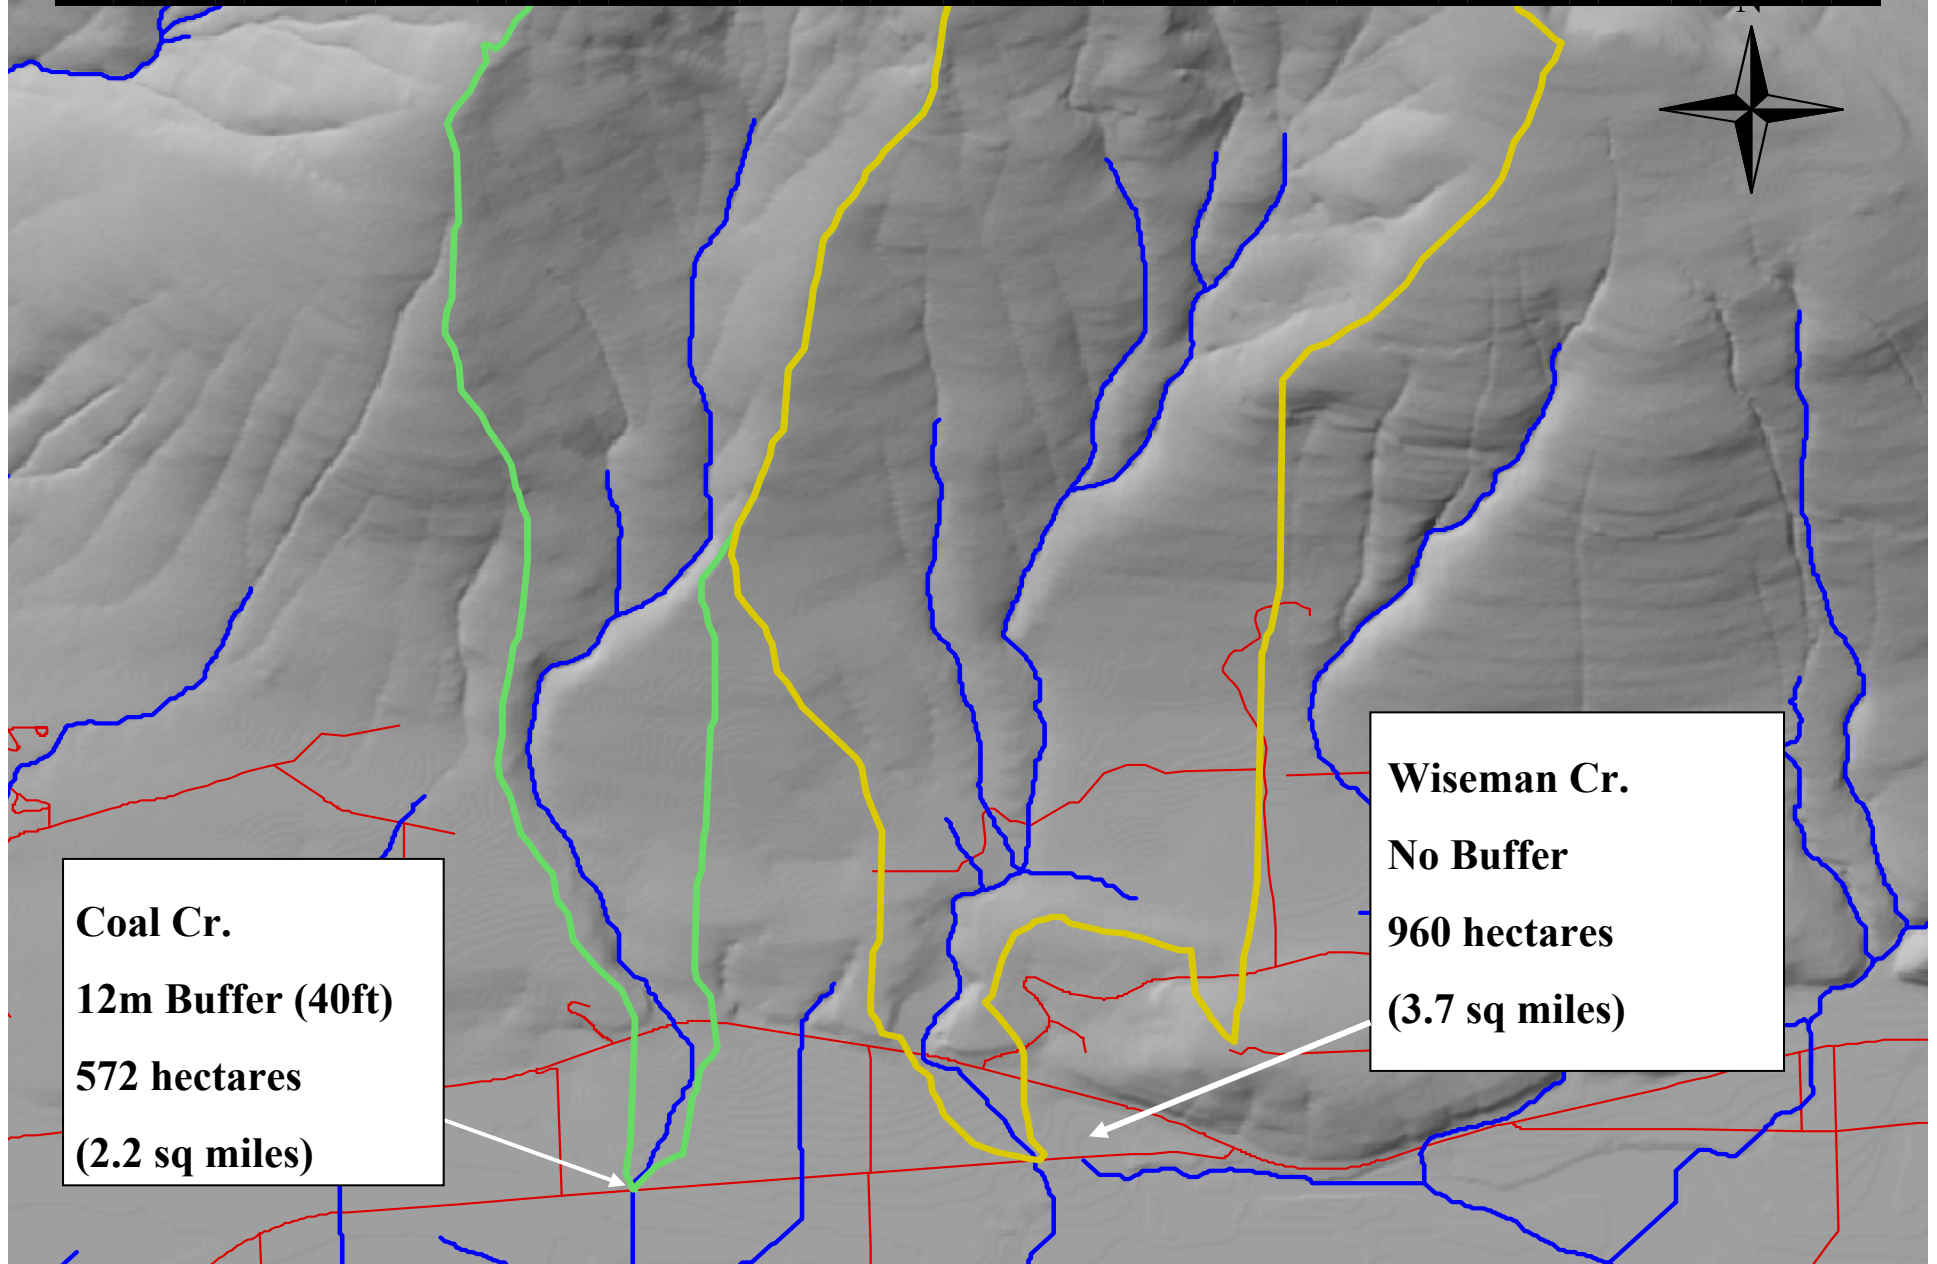 N
Wiseman Cr.
No Buffer
960 hectares
(3.7 sq miles)
Coal Cr.
12m Buffer (40ft)
572 hectares
(2.2 sq miles)